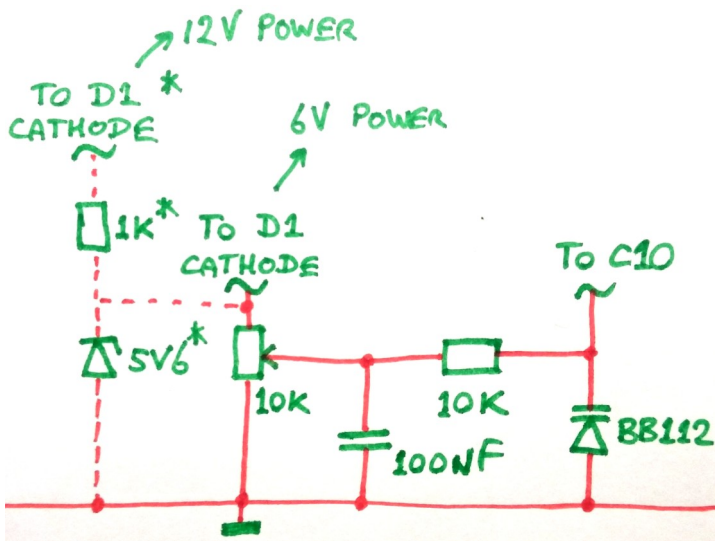 12V POWER
TO D1 *
CATHODE
6V POWER
1K*
TO D1
CATHODE
TO C10
5V6*
10K
10K
100NF
BB112